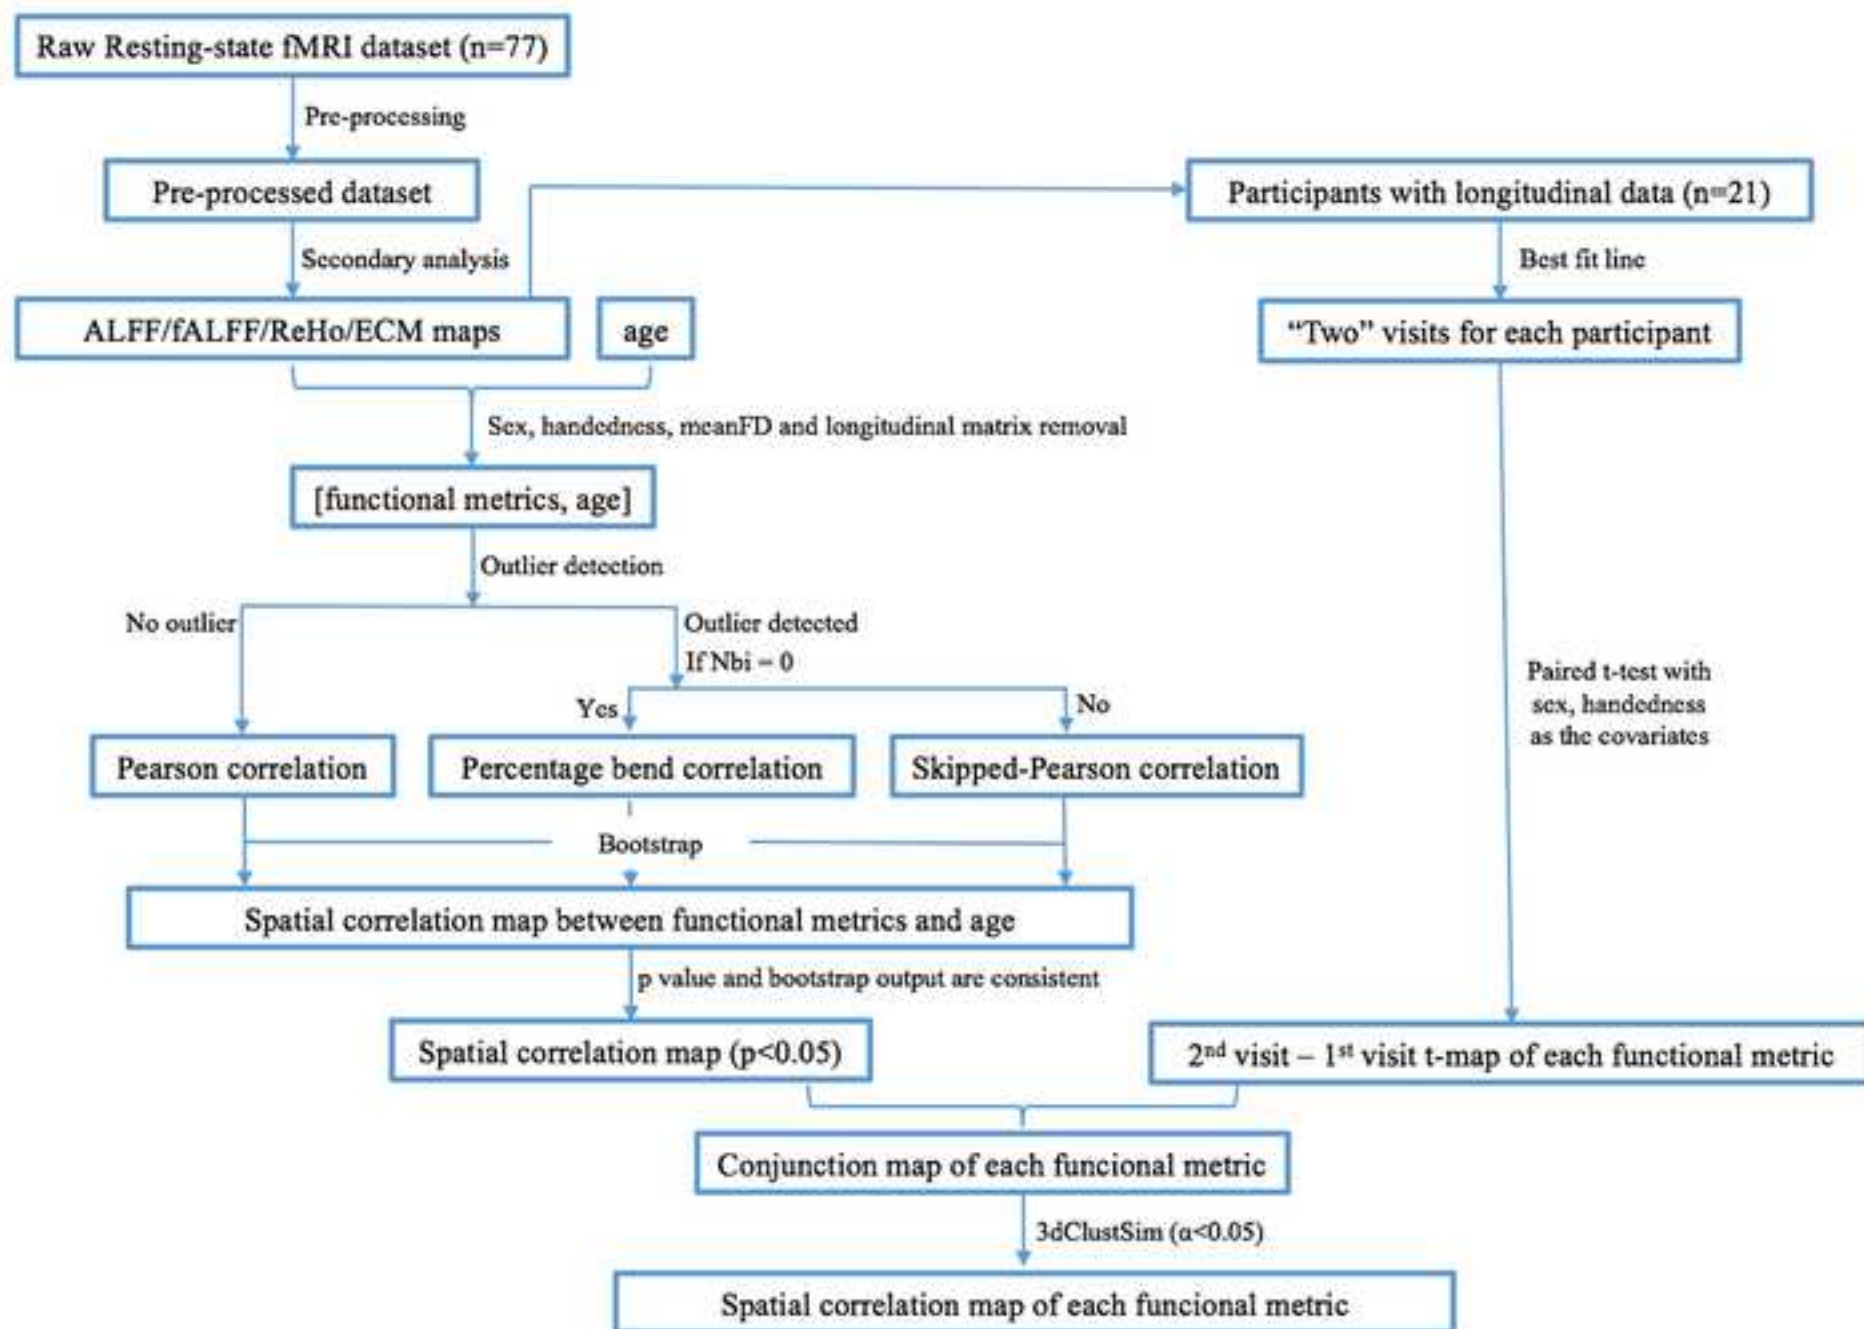 Raw Resting-state fMRI dataset (n=77)
Pre-processing
Pre-processed dataset
Participants with longitudinal data (n=21)
Secondary analysis
Best fit line
ALFF/fALFF/ReHo/ECM maps
age
“Two” visits for each participant
Sex, handedness, meanFD and longitudinal matrix removal
[functional metrics, age]
Outlier detection
No outlier
Outlier detected
If Nbi = 0
Yes
No
Paired t-test with
sex, handedness
as the covariates
Pearson correlation
Percentage bend correlation
Skipped-Pearson correlation
Bootstrap
Spatial correlation map between functional metrics and age
p value and bootstrap output are consistent
Spatial correlation map (p<0.05)
2nd visit – 1st visit t-map of each functional metric
Conjunction map of each funcional metric
3dClustSim (α<0.05)
Spatial correlation map of each funcional metric